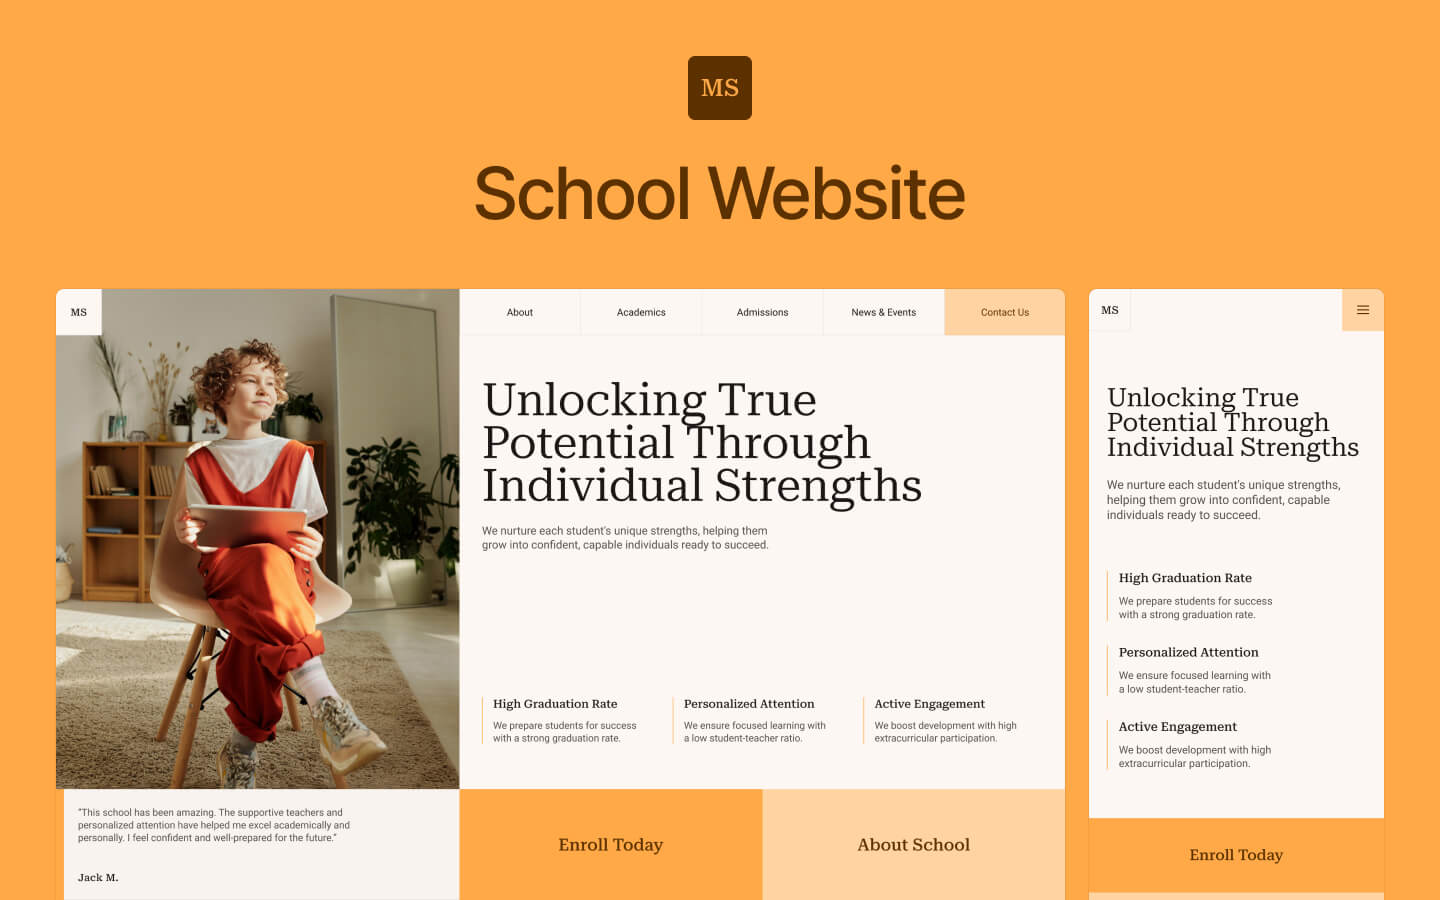 MS
School Website
MS
About
Academics
Admissions
News & Events
Contact Us
Unlocking True
Potential Through
Individual Strengths
We nurture each student's unique strengths, helping them
grow into confident, capable individuals ready to succeed.
High Graduation Rate
We prepare students for success
with a strong graduation rate.
Personalized Attention
We ensure focused learning with
a low student-teacher ratio.
Active Engagement
We boost development with high
extracurricular participation.
"This school has been amazing. The supportive teachers and
personalized attention have helped me excel academically and
personally. I feel confident and well-prepared for the future."
Jack M.
Enroll Today
About School
MS
Unlocking True
Potential Through
Individual Strengths
We nurture each student's unique strengths,
helping them grow into confident, capable
individuals ready to succeed.
High Graduation Rate
We prepare students for success
with a strong graduation rate.
Personalized Attention
We ensure focused learning with
a low student-teacher ratio.
Active Engagement
We boost development with high
extracurricular participation.
Enroll Today